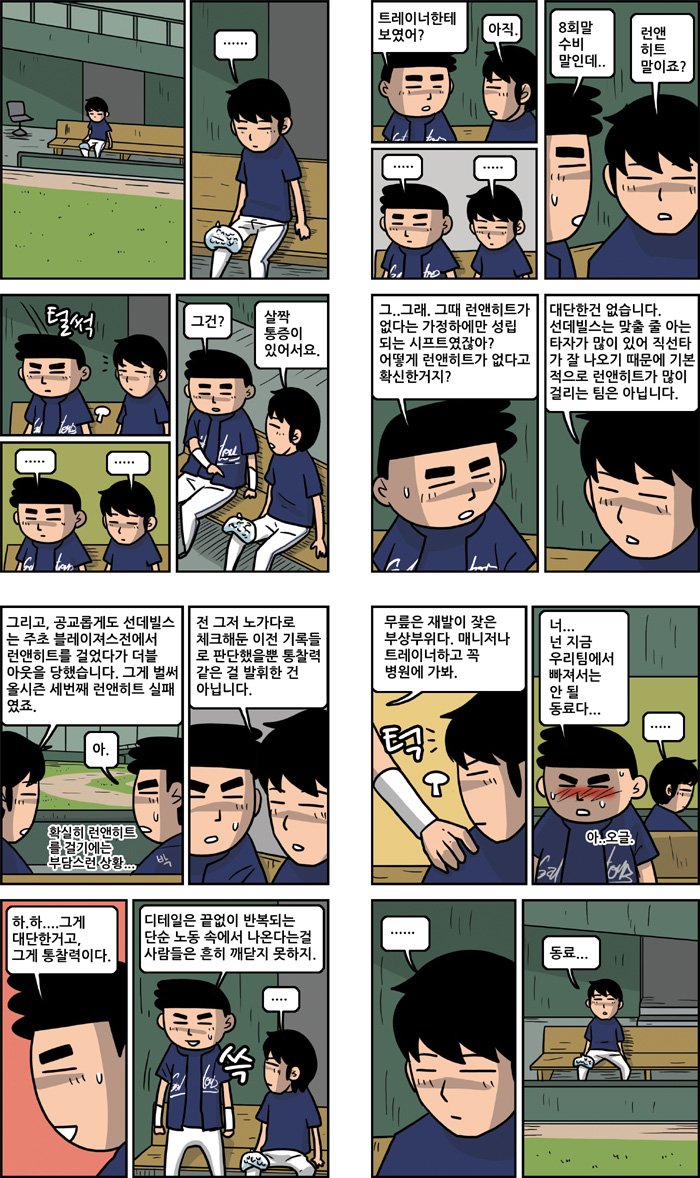 ······
털썩
·····
·····
그건?
살짝
통증이
있어서요.
트레이너한테
보였어?
아직.
·····
·····
8회말
수비
말인데..
런앤
히트
말이죠?
그..그래. 그때 런앤히트가
없다는 가정하에만 성립
되는 시프트였잖아?
어떻게 런앤히트가 없다고
확신한거지?
대단한건 없습니다.
선데빌스는 맞출 줄 아는
타자가 많이 있어 직선타
가 잘 나오기 때문에 기본
적으로 런앤히트가 많이
걸리는 팀은 아닙니다.
그리고, 공교롭게도 선데빌스
는 주초 블레이져스전에서
런앤히트를 걸었다가 더블
아웃을 당했습니다. 그게 벌써
올시즌 세번째 런앤히트 실패
였죠.
아.
확실히 런앤히트
를 걸기에는
부담스런 상황...
박
전 그저 노가다로
체크해둔 이전 기록들
로 판단했을뿐 통찰력
같은 걸 발휘한 건
아닙니다.
하.하....그게
대단한거고,
그게 통찰력이다.
디테일은 끝없이 반복되는
단순 노동 속에서 나온다는걸
사람들은 흔히 깨닫지 못하지.
····
쓱
무릎은 재발이 잦은
부상부위다. 매니저나
트레이너하고 꼭
병원에 가봐.
턱
너...
넌 지금
우리팀에서
빠져서는
안 될
동료다...
·····
아..오글.
······
동료...